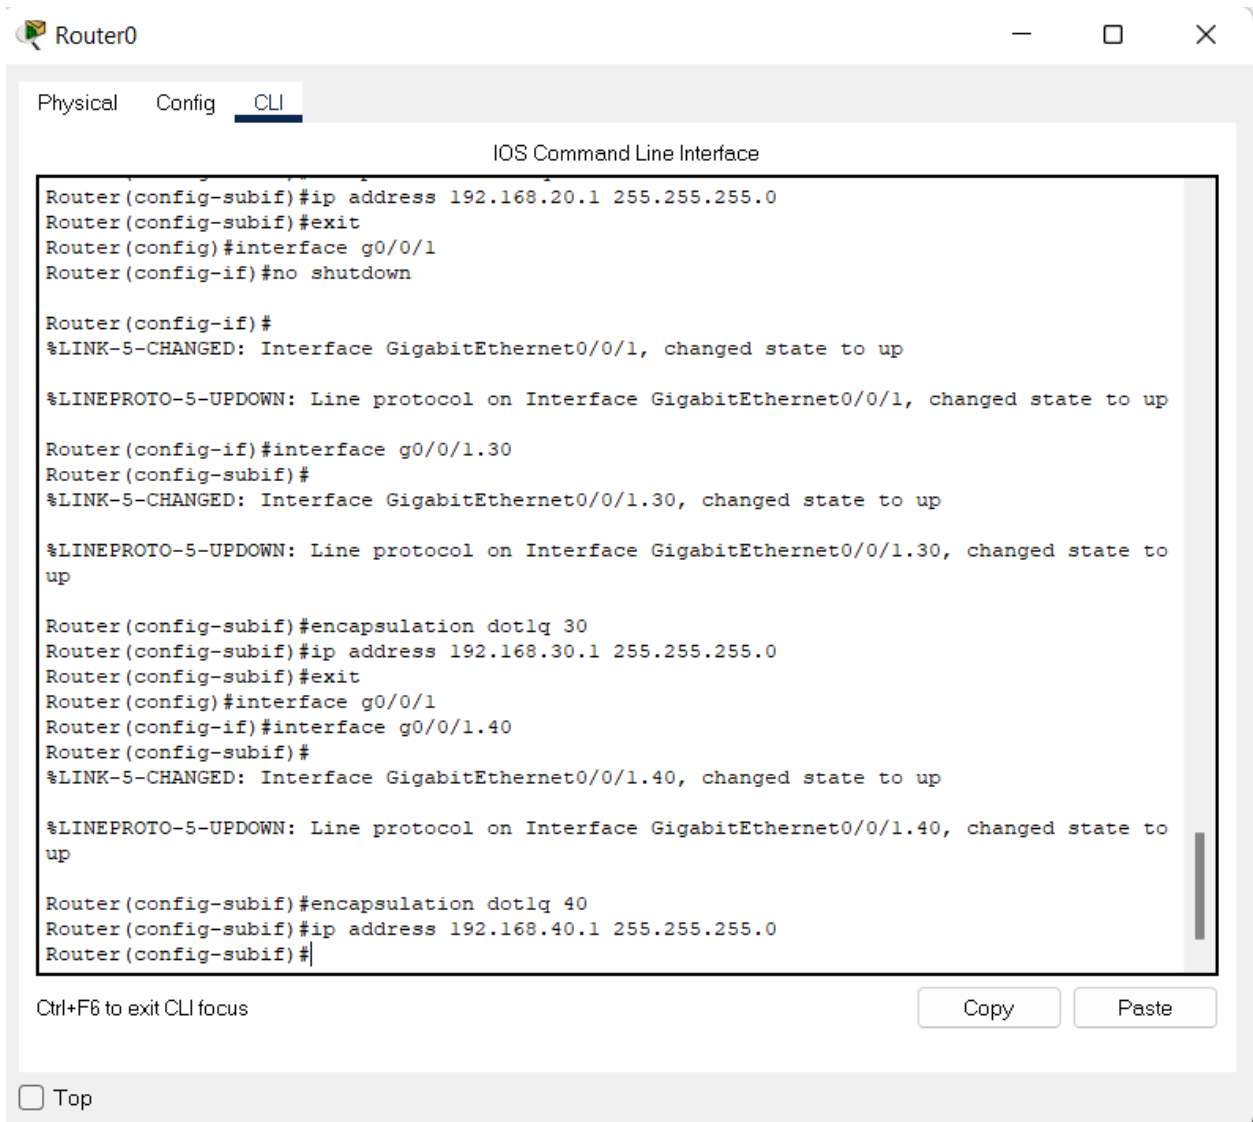 Router0
Physical Config CLI
IOS Command Line Interface
Router(config-subif)#ip address 192.168.20.1 255.255.255.0
Router(config-subif)#exit
Router(config)#interface g0/0/1
Router(config-if)#no shutdown
Router(config-if)#
%LINK-5-CHANGED: Interface GigabitEthernet0/0/1, changed state to up
%LINEPROTO-5-UPDOWN: Line protocol on Interface GigabitEthernet0/0/1, changed state to up
Router(config-if)#interface g0/0/1.30
Router(config-subif)#
%LINK-5-CHANGED: Interface GigabitEthernet0/0/1.30, changed state to up
%LINEPROTO-5-UPDOWN: Line protocol on Interface GigabitEthernet0/0/1.30, changed state to
up
Router(config-subif)#encapsulation dot1q 30
Router(config-subif)#ip address 192.168.30.1 255.255.255.0
Router(config-subif)#exit
Router(config)#interface g0/0/1
Router(config-if)#interface g0/0/1.40
Router(config-subif)#
%LINK-5-CHANGED: Interface GigabitEthernet0/0/1.40, changed state to up
%LINEPROTO-5-UPDOWN: Line protocol on Interface GigabitEthernet0/0/1.40, changed state to
up
Router(config-subif)#encapsulation dot1q 40
Router(config-subif)#ip address 192.168.40.1 255.255.255.0
Router(config-subif)#
Ctrl+F6 to exit CLI focus
Copy Paste
Top